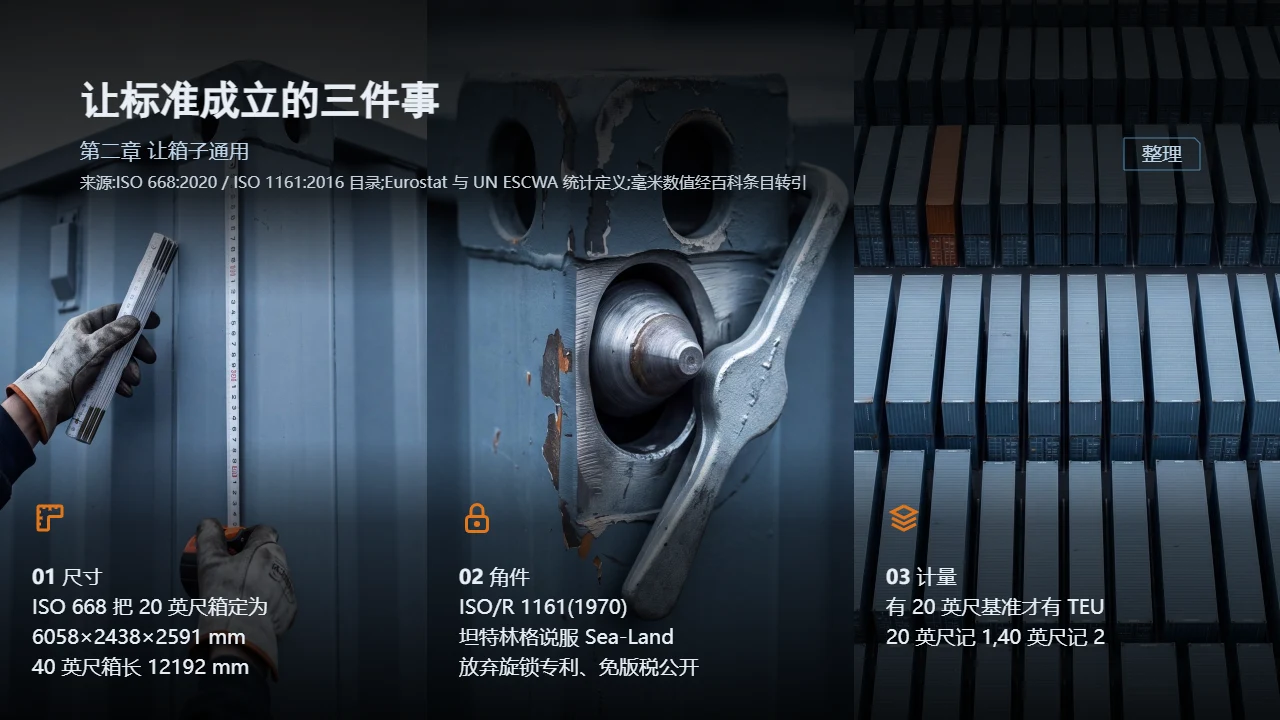 让标准成立的三件事
第二章 让箱子通用
来源:ISO 668:2020 / ISO 1161:2016 目录;Eurostat 与 UN ESCWA 统计定义;毫米数值经百科条目转引
整理
01 尺寸
ISO 668 把 20 英尺箱定为
6058×2438×2591 mm
40 英尺箱长 12192 mm
02 角件
ISO/R 1161(1970)
坦特林格说服 Sea-Land
放弃旋锁专利、免版税公开
03 计量
有 20 英尺基准才有 TEU
20 英尺记 1,40 英尺记 2